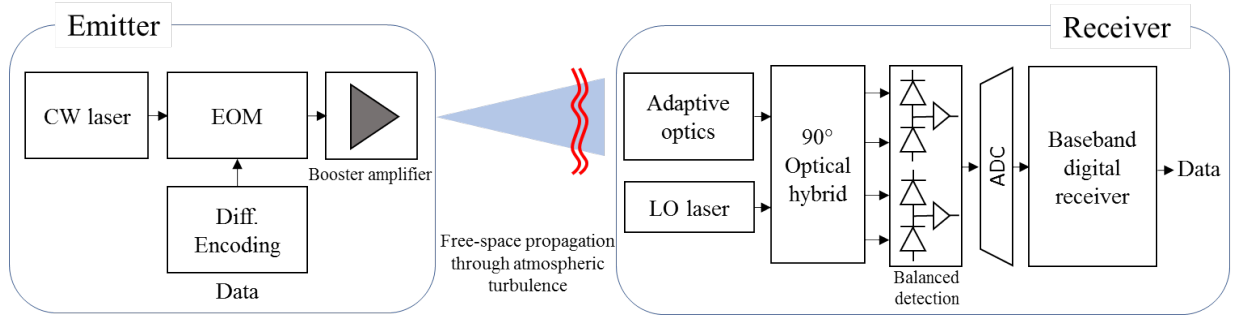 Emitter
CW laser
EOM
Booster amplifier
Diff.
Encoding
Data
Free-space propagation
through atmospheric
turbulence
Receiver
Adaptive
optics
LO laser
90°
Optical
hybrid
Balanced
detection
ADC
Baseband
digital
receiver
Data